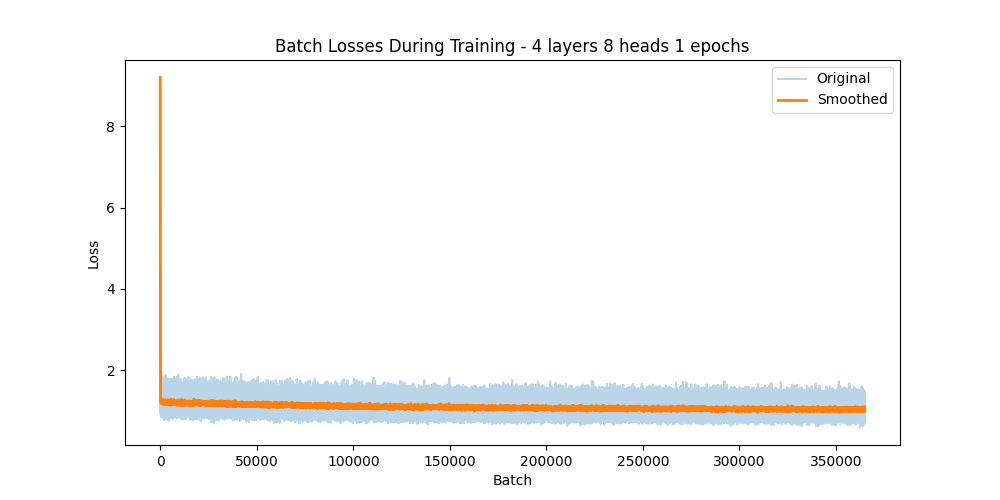 Batch Losses During Training - 4 layers 8 heads 1 epochs
Original
Smoothed
Loss
8
6
4
2
0
50000
100000
150000
200000
250000
300000
350000
Batch